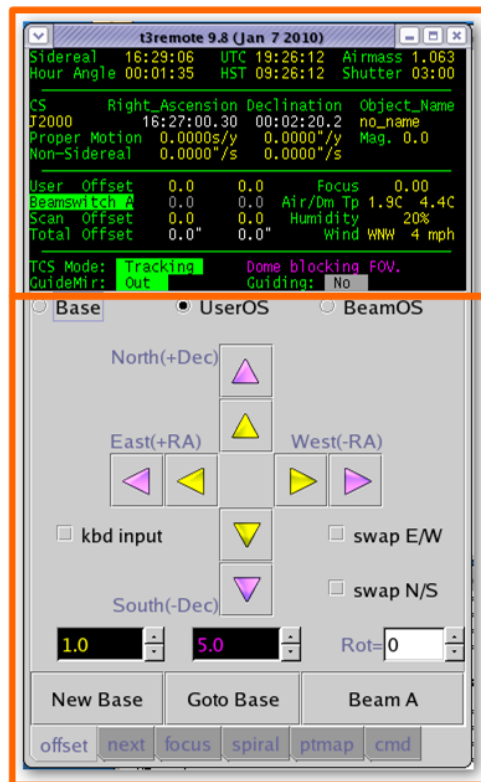 t3remote 9.8 (Jan 7 2010)
Sidereal 16:29:06 UTC 19:26:12 Airmass 1.063
Hour Angle 00:01:35 HST 09:26:12 Shutter 03:00
CS Right_Ascension Declination Object_Name
J2000 16:27:00.30 00:02:20.2 no_name
Proper Motion 0.0000s/y 0.0000"/y Mag. 0.0
Non-Sidereal 0.0000"/s 0.0000"/s
User Offset 0.0 0.0 Focus 0.00
Beamswitch A 0.0 0.0 Air/Dm Tp 1.9C 4.4C
Scan Offset 0.0 0.0 Humidity 20%
Total Offset 0.0" 0.0" Wind WNW 4 mph
TCS Mode: Tracking Dome blocking FOV.
GuideMir: Out Guiding: No
Base UserOS BeamOS
North(+Dec)
East(+RA) West(-RA)
kbd input swap E/W
swap N/S
South(-Dec)
1.0 5.0 Rot= 0
New Base Goto Base Beam A
offset next focus spiral ptmap cmd